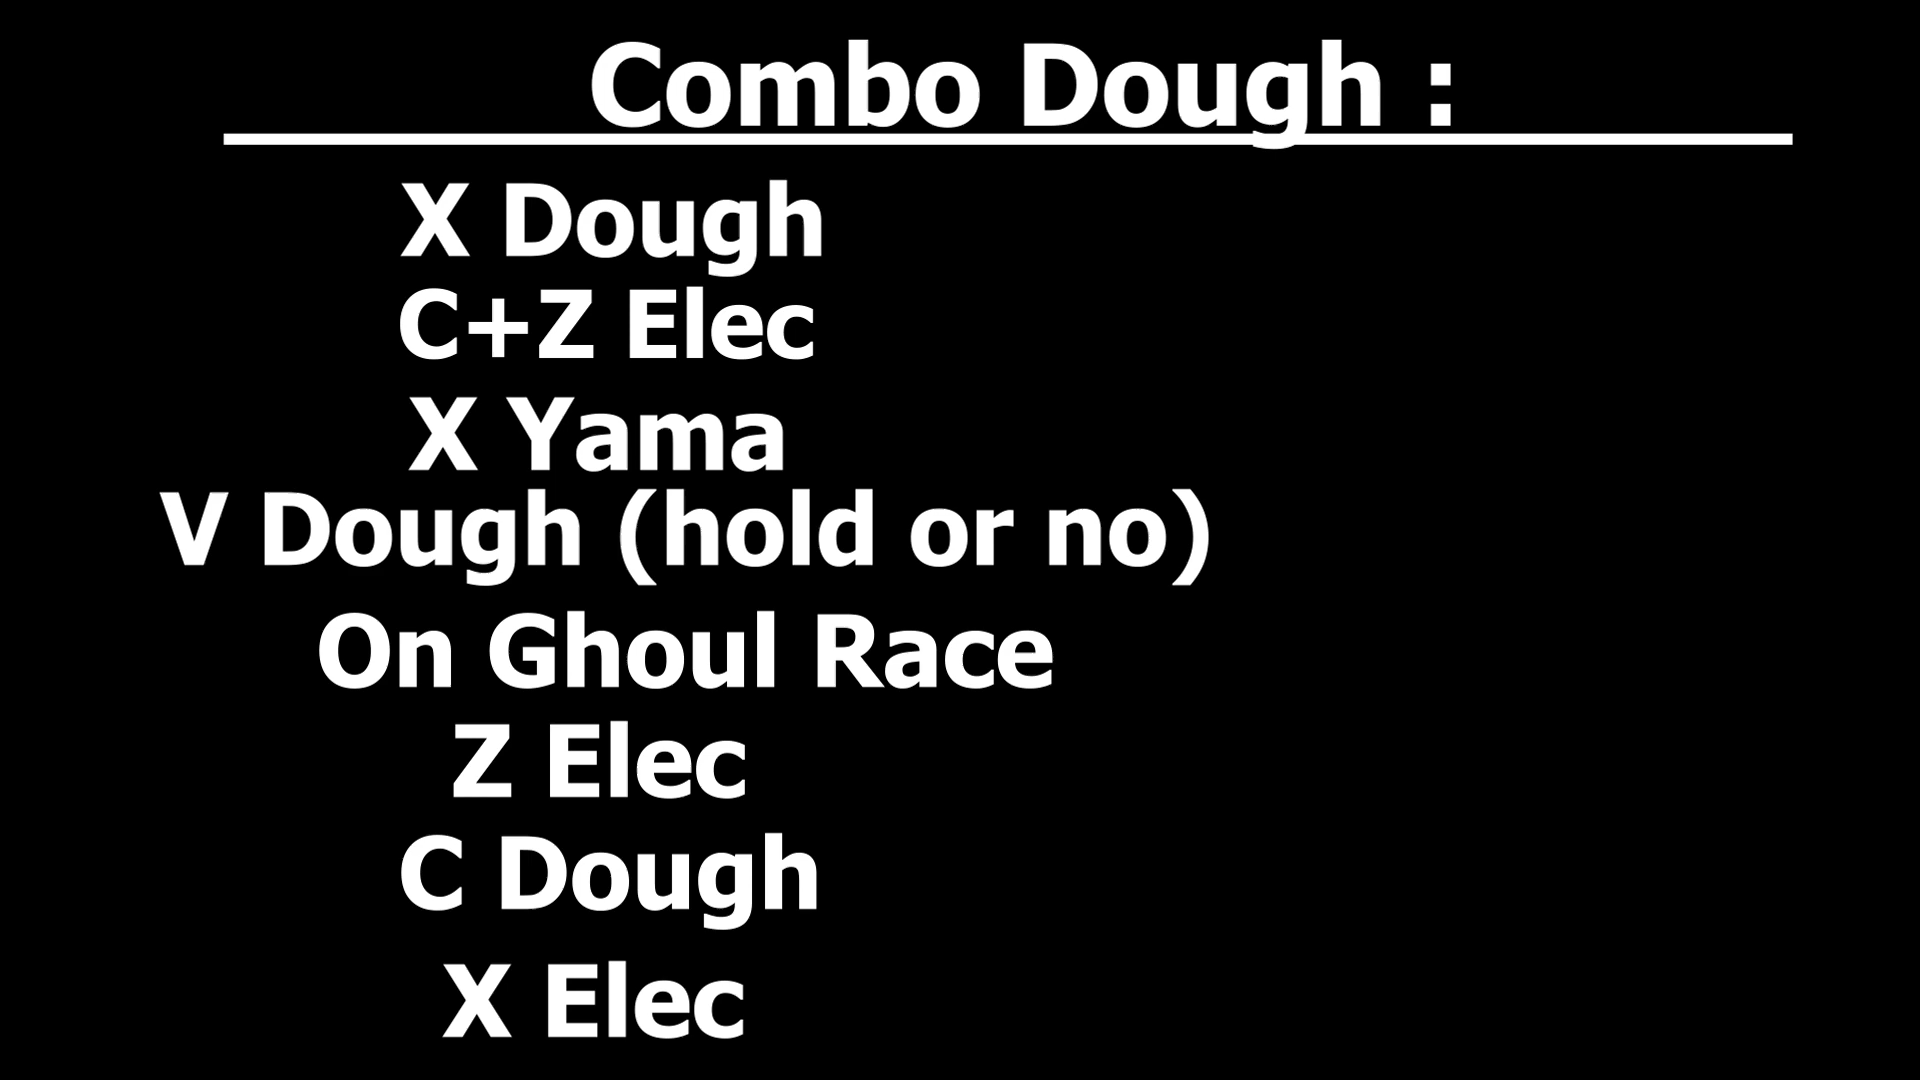 Combo Dough :
X Dough
C+Z Elec
X Yama
V Dough (hold or no)
On Ghoul Race
Z Elec
C Dough
X Elec